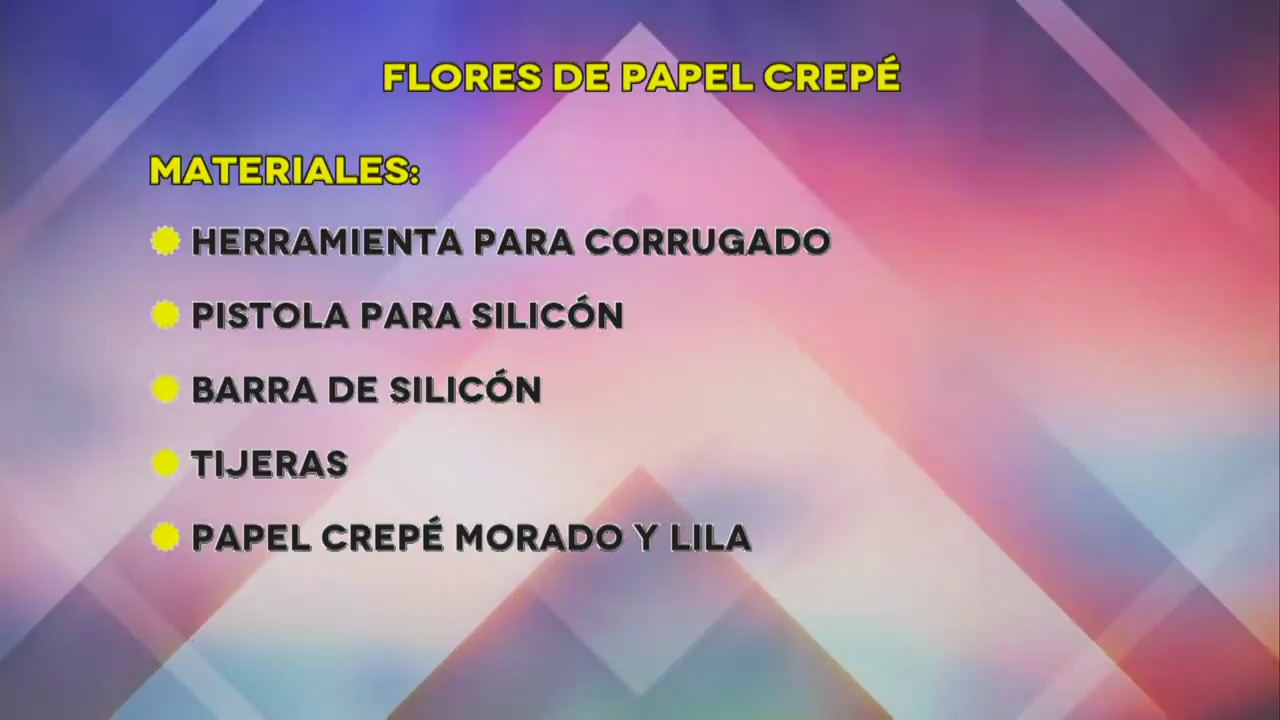 FLORES DE PAPEL CREPÉ
MATERIALES:
HERRAMIENTA PARA CORRUGADO
PISTOLA PARA SILICÓN
BARRA DE SILICÓN
TIJERAS
PAPEL CREPÉ MORADO Y LILA